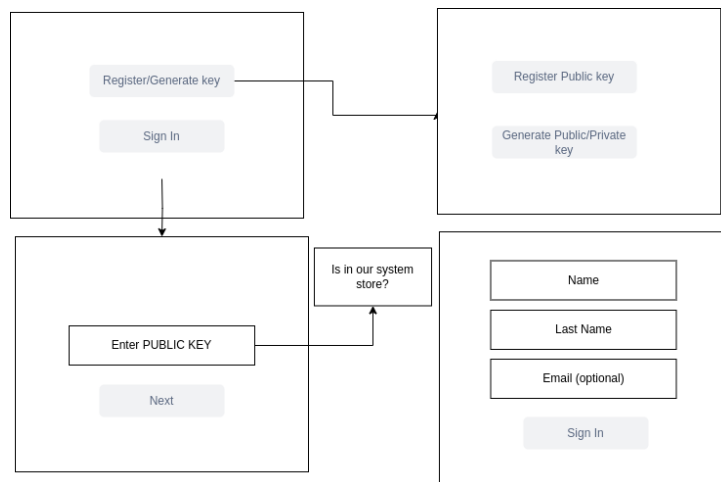 Register/Generate key
Sign In
Register Public key
Generate Public/Private
key
Enter PUBLIC KEY
Next
Is in our system
store?
Name
Last Name
Email (optional)
Sign In